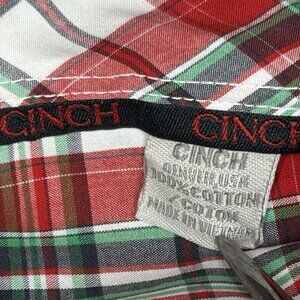 CINCH CINCH
CINCH
DENVER USA
100% COTTON
/ COTON
MADE IN VIETNAM